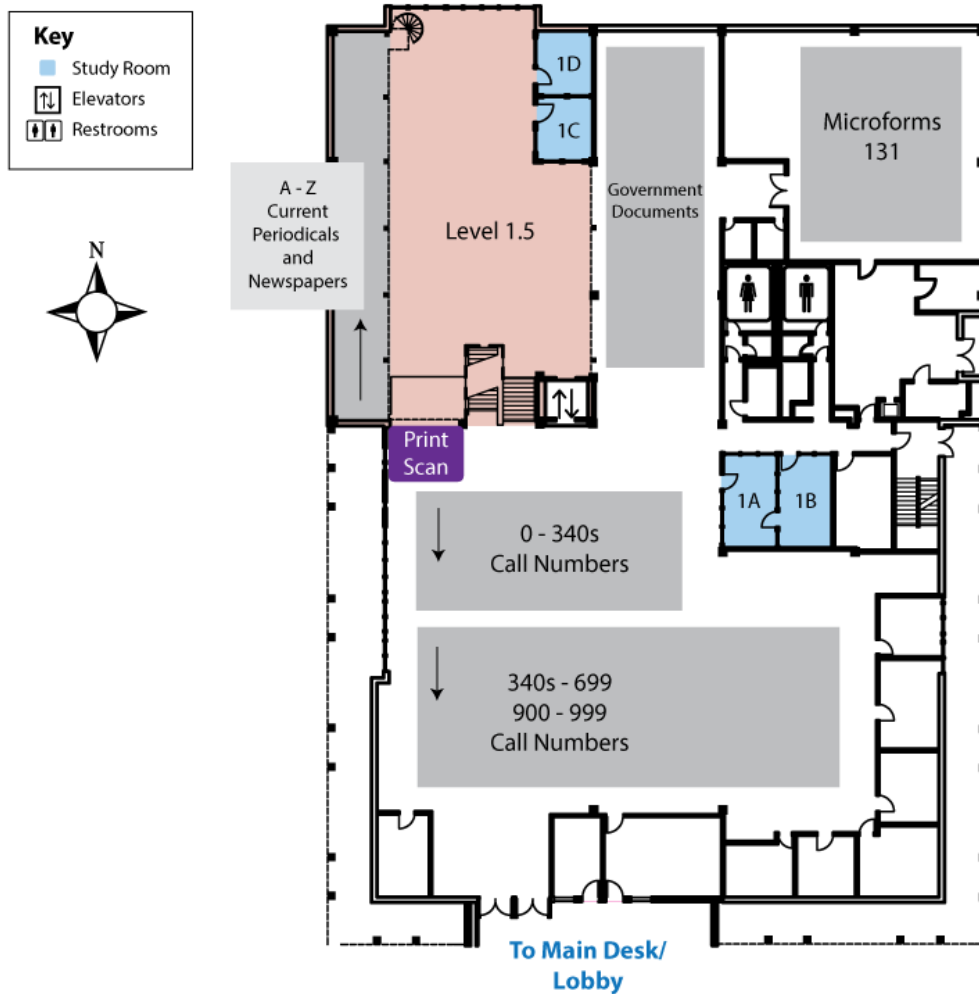 Key
Study Room
Elevators
Restrooms
N
A - Z
Current
Periodicals
and
Newspapers
Level 1.5
1D
1C
Government
Documents
Microforms
131
Print
Scan
1A
1B
0 - 340s
Call Numbers
340s - 699
900 - 999
Call Numbers
To Main Desk/
Lobby